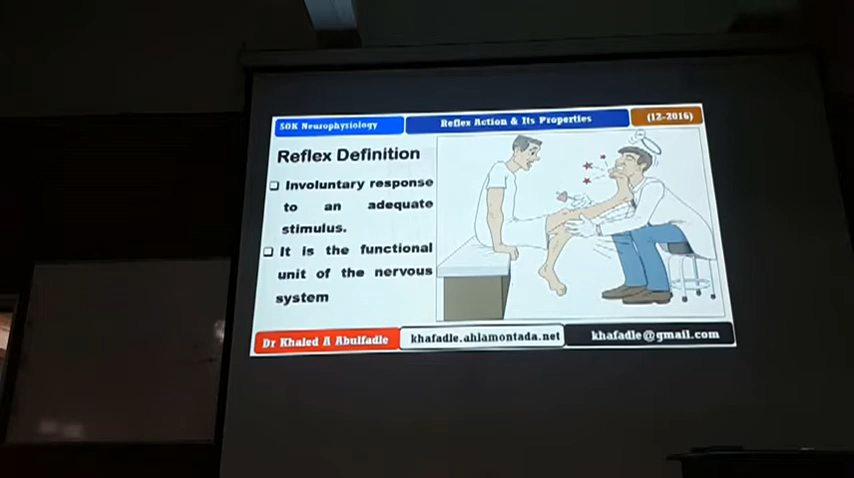 SOK Neurophysiology
Reflex Action & Its Properties
(12-2016)
Reflex Definition
❑ Involuntary response
to an adequate
stimulus.
❑ It is the functional
unit of the nervous
system
Dr Khaled A Abulfadle
khafadle.ahlamontada.net
khafadle@gmail.com